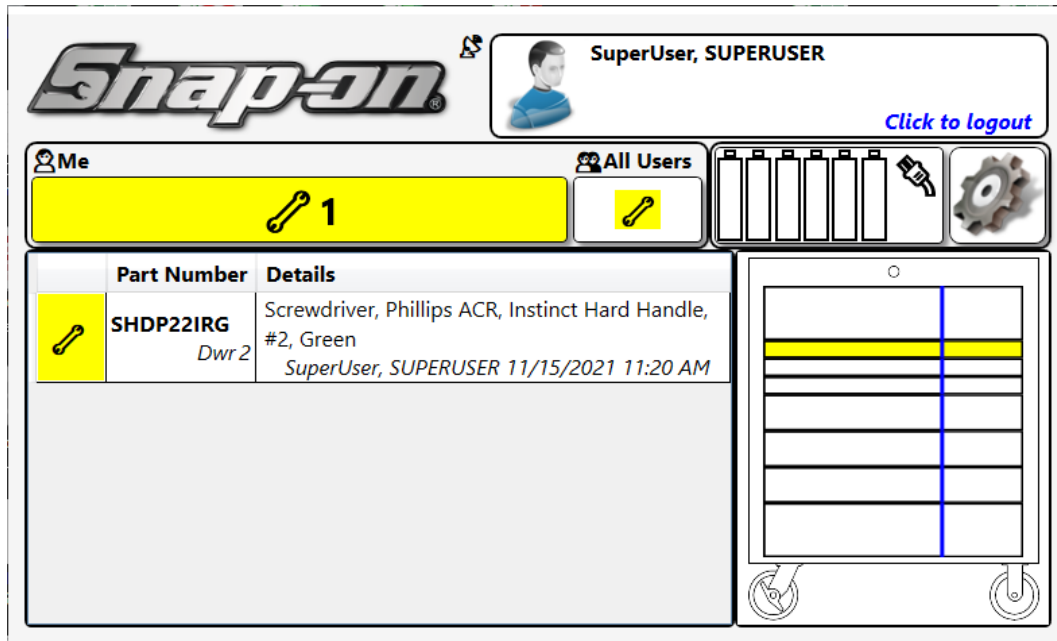 Snap-on®
SuperUser, SUPERUSER
Click to logout
Me
All Users
1
Part Number Details
SHDP22IRG
Dwr 2
Screwdriver, Phillips ACR, Instinct Hard Handle,
#2, Green
SuperUser, SUPERUSER 11/15/2021 11:20 AM